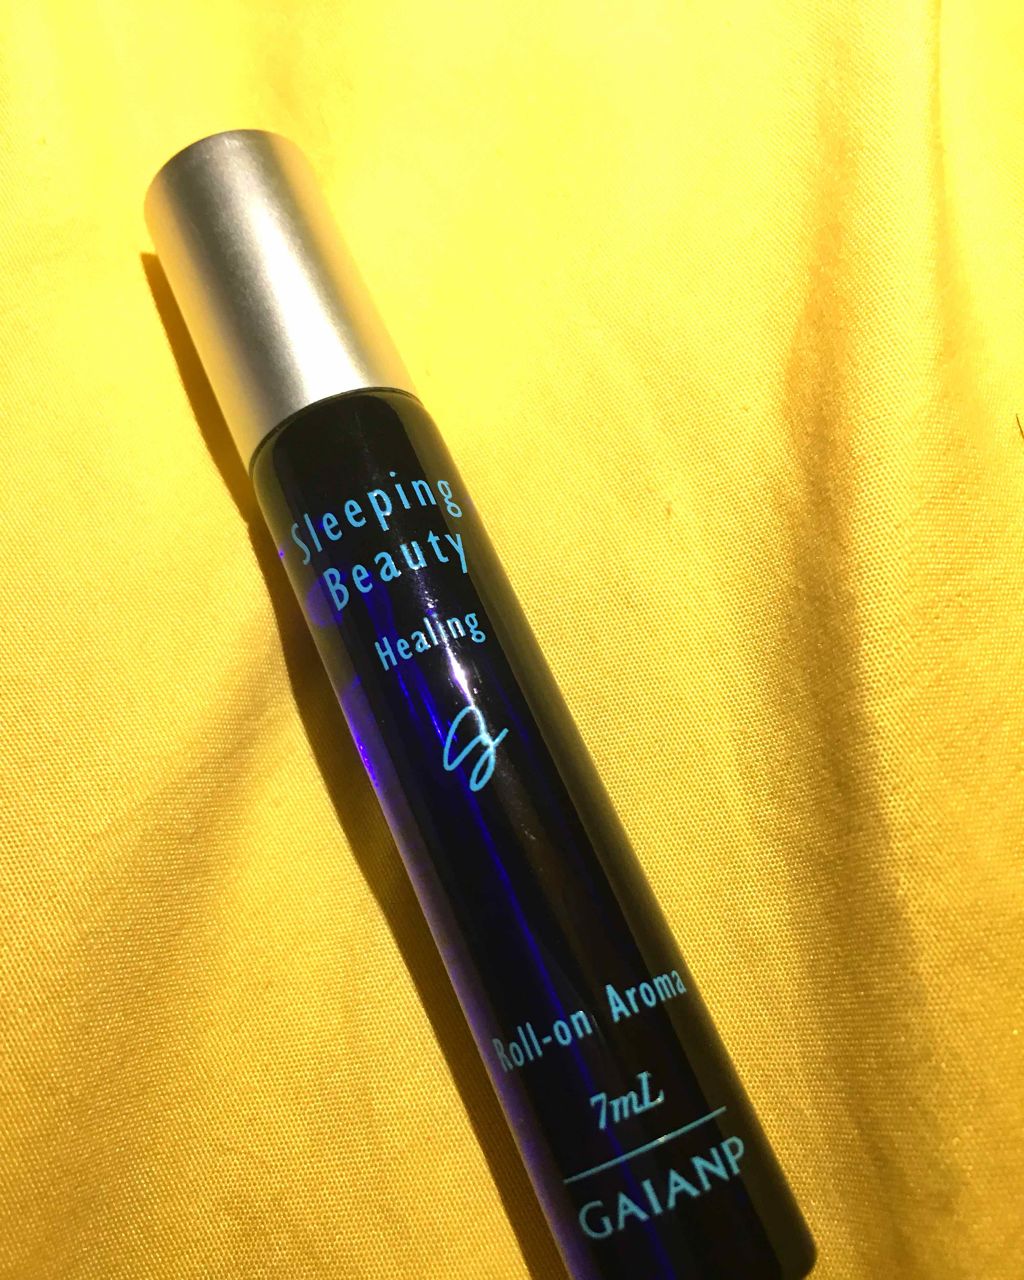 Sleeping
Beauty
Healing
Roll-on Aroma
7mL
GAIANP